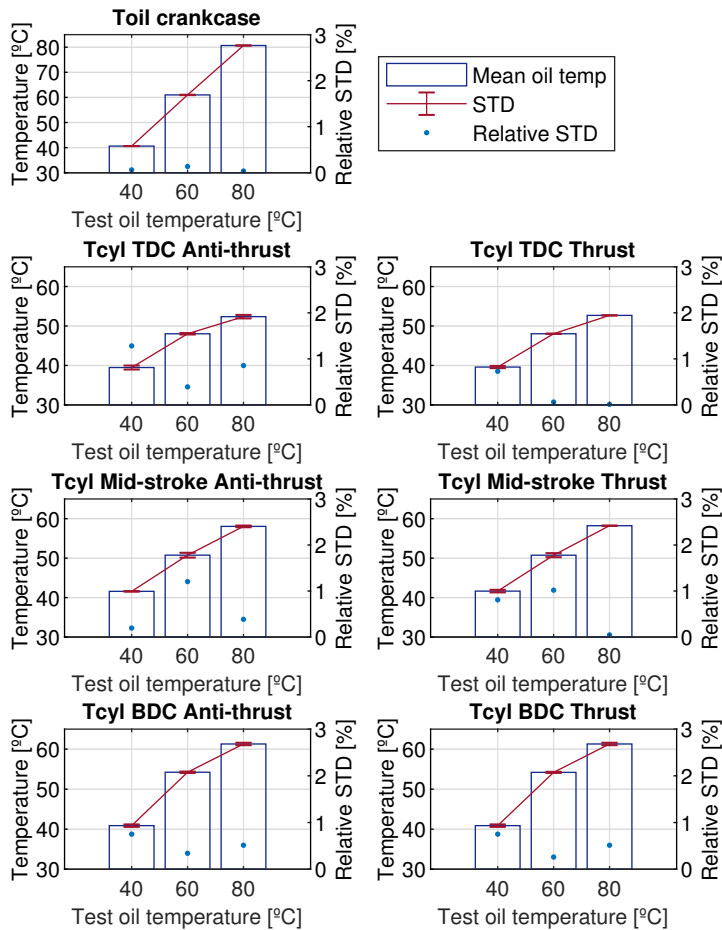 Toil crankcase
Temperature [ºC]
80
70
60
50
40
30
3
2
1
0
Relative STD [%]
40 60 80
Test oil temperature [ºC]
Mean oil temp
STD
Relative STD
Tcyl TDC Anti-thrust
Temperature [ºC]
60
50
40
30
3
2
1
0
Relative STD [%]
40 60 80
Test oil temperature [ºC]
Tcyl TDC Thrust
Temperature [ºC]
60
50
40
30
3
2
1
0
Relative STD [%]
40 60 80
Test oil temperature [ºC]
Tcyl Mid-stroke Anti-thrust
Temperature [ºC]
60
50
40
30
3
2
1
0
Relative STD [%]
40 60 80
Test oil temperature [ºC]
Tcyl Mid-stroke Thrust
Temperature [ºC]
60
50
40
30
3
2
1
0
Relative STD [%]
40 60 80
Test oil temperature [ºC]
Tcyl BDC Anti-thrust
Temperature [ºC]
60
50
40
30
3
2
1
0
Relative STD [%]
40 60 80
Test oil temperature [ºC]
Tcyl BDC Thrust
Temperature [ºC]
60
50
40
30
3
2
1
0
Relative STD [%]
40 60 80
Test oil temperature [ºC]